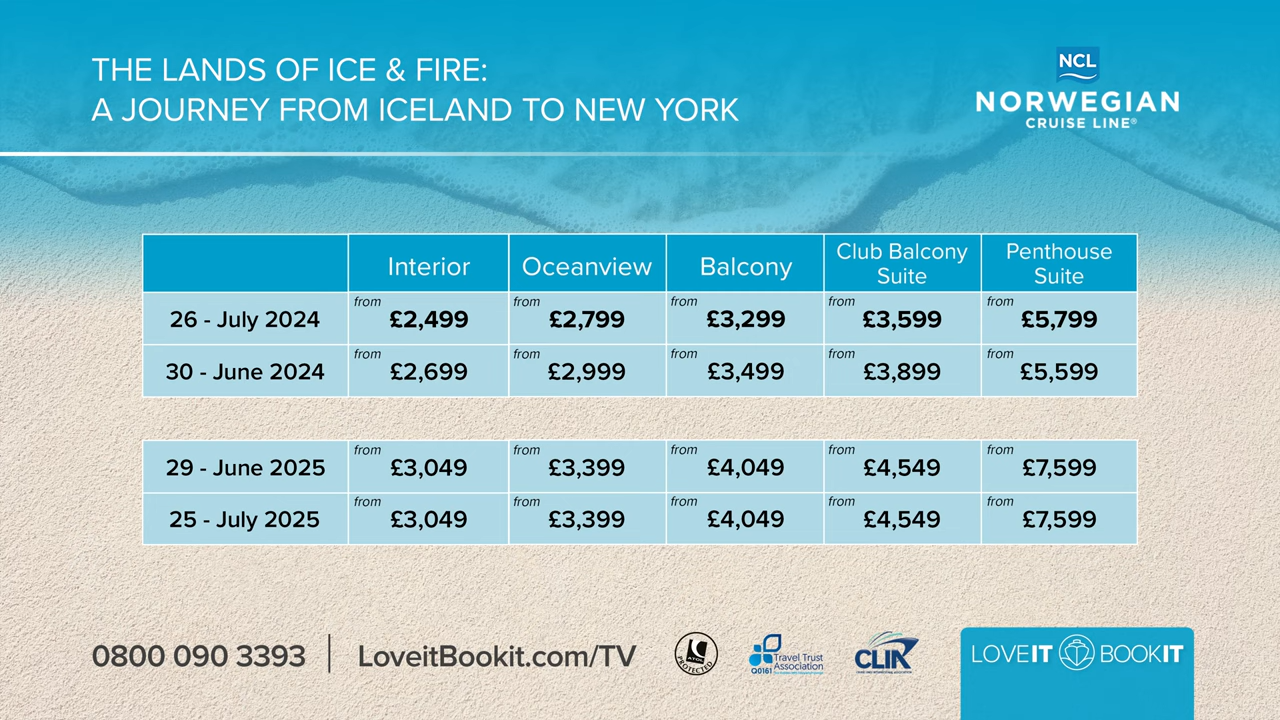 THE LANDS OF ICE & FIRE:
A JOURNEY FROM ICELAND TO NEW YORK
NCL
NORWEGIAN
CRUISE LINE®
Interior Oceanview Balcony Club Balcony Suite Penthouse Suite
26 - July 2024 from £2,499 from £2,799 from £3,299 from £3,599 from £5,799
30 - June 2024 from £2,699 from £2,999 from £3,499 from £3,899 from £5,599
29 - June 2025 from £3,049 from £3,399 from £4,049 from £4,549 from £7,599
25 - July 2025 from £3,049 from £3,399 from £4,049 from £4,549 from £7,599
0800 090 3393 | LoveitBookit.com/TV
ATOL
PROTECTED
Travel Trust
Association
Q0161
CLIA
LOVEIT BOOKIT